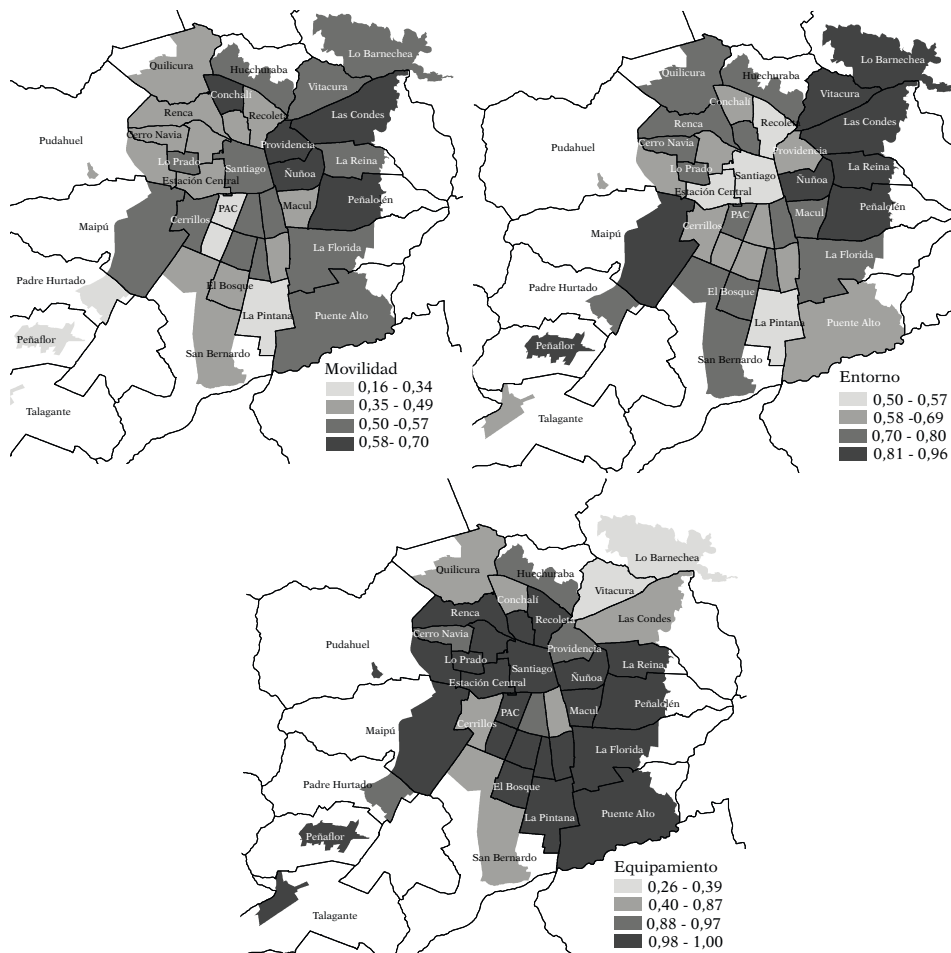 Lo Barnechea
Quilicura
Huechuraba
Vitacura
Conchalí
Las Condes
Renca
Recoleta
Cerro Navia
Pudahuel
Providencia
Lo Prado
Santiago
La Reina
Estación Central
Ñuñoa
Peñalolén
PAC
Macul
Cerrillos
Maipú
La Florida
Padre Hurtado
El Bosque
La Pintana
Puente Alto
Peñaflor
San Bernardo
Talagante
Movilidad
0,16 - 0,34
0,35 - 0,49
0,50 -0,57
0,58- 0,70
Lo Barnechea
Quilicura
Huechuraba
Vitacura
Conchalí
Las Condes
Renca
Recoleta
Cerro Navia
Pudahuel
Providencia
Lo Prado
Santiago
La Reina
Estación Central
Ñuñoa
Peñalolén
PAC
Macul
Cerrillos
Maipú
La Florida
Padre Hurtado
El Bosque
La Pintana
Puente Alto
Peñaflor
San Bernardo
Talagante
Entorno
0,50 - 0,57
0,58 -0,69
0,70 - 0,80
0,81 - 0,96
Lo Barnechea
Quilicura
Huechuraba
Vitacura
Conchalí
Las Condes
Renca
Recoleta
Cerro Navia
Pudahuel
Providencia
Lo Prado
Santiago
La Reina
Estación Central
Ñuñoa
Peñalolén
PAC
Macul
Cerrillos
Maipú
La Florida
Padre Hurtado
El Bosque
La Pintana
Puente Alto
Peñaflor
San Bernardo
Talagante
Equipamiento
0,26 - 0,39
0,40 - 0,87
0,88 - 0,97
0,98 - 1,00